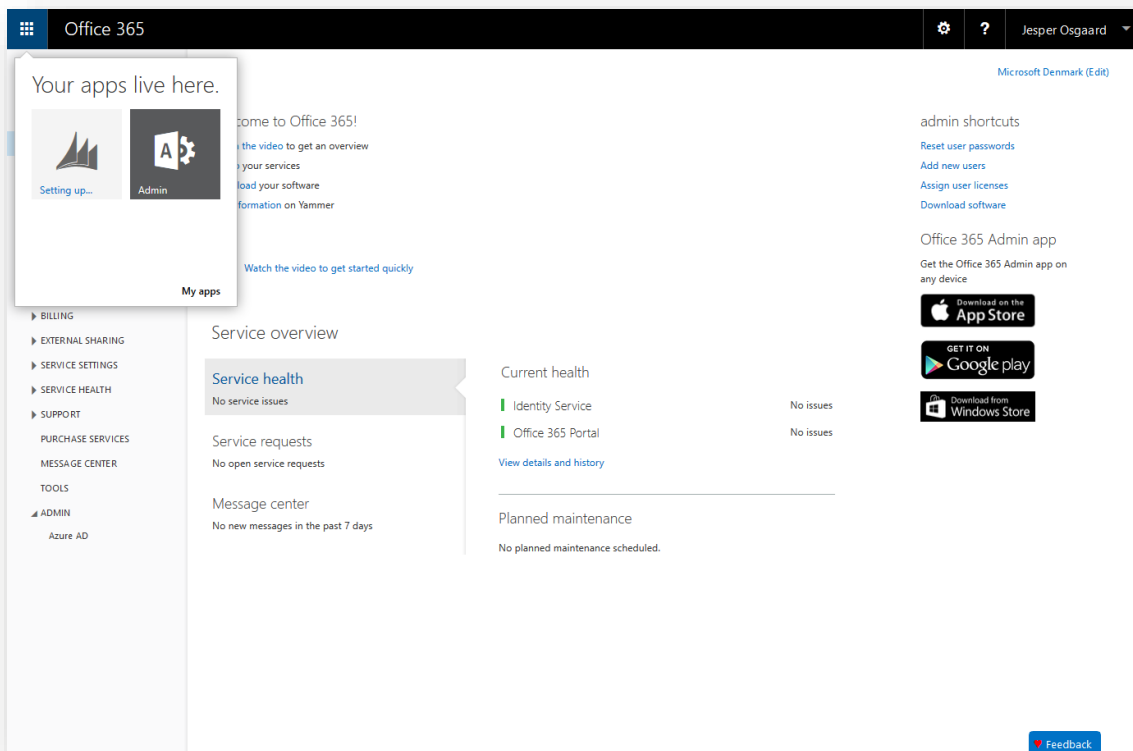 Office 365
?
Jesper Osgaard
Your apps live here.
Setting up...
A
Admin
My apps
Microsoft Denmark (Edit)
come to Office 365!
the video to get an overview
your services
load your software
formation on Yammer
Watch the video to get started quickly
BILLING
EXTERNAL SHARING
SERVICE SETTINGS
SERVICE HEALTH
SUPPORT
PURCHASE SERVICES
MESSAGE CENTER
TOOLS
ADMIN
Azure AD
Service overview
Service health
No service issues
Service requests
No open service requests
Message center
No new messages in the past 7 days
Current health
Identity Service No issues
Office 365 Portal No issues
View details and history
Planned maintenance
No planned maintenance scheduled.
admin shortcuts
Reset user passwords
Add new users
Assign user licenses
Download software
Office 365 Admin app
Get the Office 365 Admin app on
any device
Download on the
App Store
GET IT ON
Google play
Download from
Windows Store
Feedback